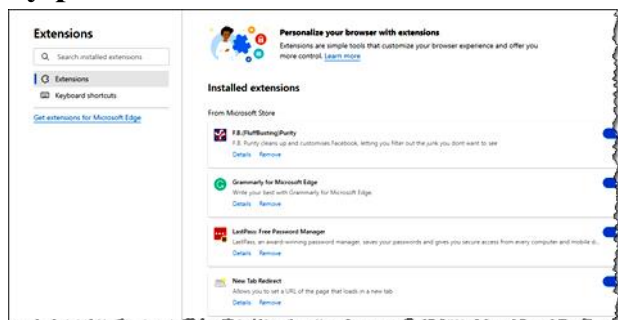 Extensions
Search installed extensions
Extensions
Keyboard shortcuts
Get extensions for Microsoft Edge
Personalize your browser with extensions
Extensions are simple tools that customize your browser experience and offer you
more control. Learn more
Installed extensions
From Microsoft Store
F.B.(FluffBusting)Purity
F.B. Purity cleans up and customises Facebook, letting you filter out the junk you dont want to see
Details Remove
Grammarly for Microsoft Edge
Write your best with Grammarly for Microsoft Edge.
Details Remove
LastPass: Free Password Manager
LastPass, an award-winning password manager, saves your passwords and gives you secure access from every computer and mobile d...
Details Remove
New Tab Redirect
Allows you to set a URL of the page that loads in a new tab
Details Remove